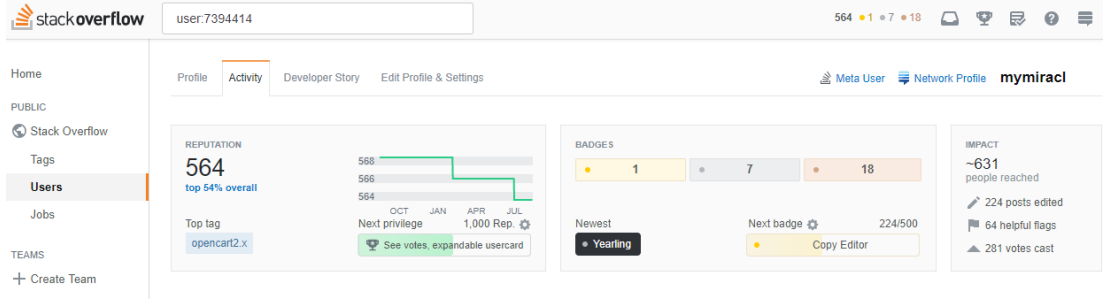 stackoverflow
user:7394414
564 1 7 18
Home
PUBLIC
Stack Overflow
Tags
Users
Jobs
TEAMS
Create Team
Profile Activity Developer Story Edit Profile & Settings
Meta User Network Profile mymiracl
REPUTATION
564
top 54% overall
568
566
564
OCT JAN APR JUL
Top tag
opencart2.x
Next privilege 1,000 Rep.
See votes, expandable usercard
BADGES
1 7 18
Newest
Yearling
Next badge 224/500
Copy Editor
IMPACT
~631
people reached
224 posts edited
64 helpful flags
281 votes cast